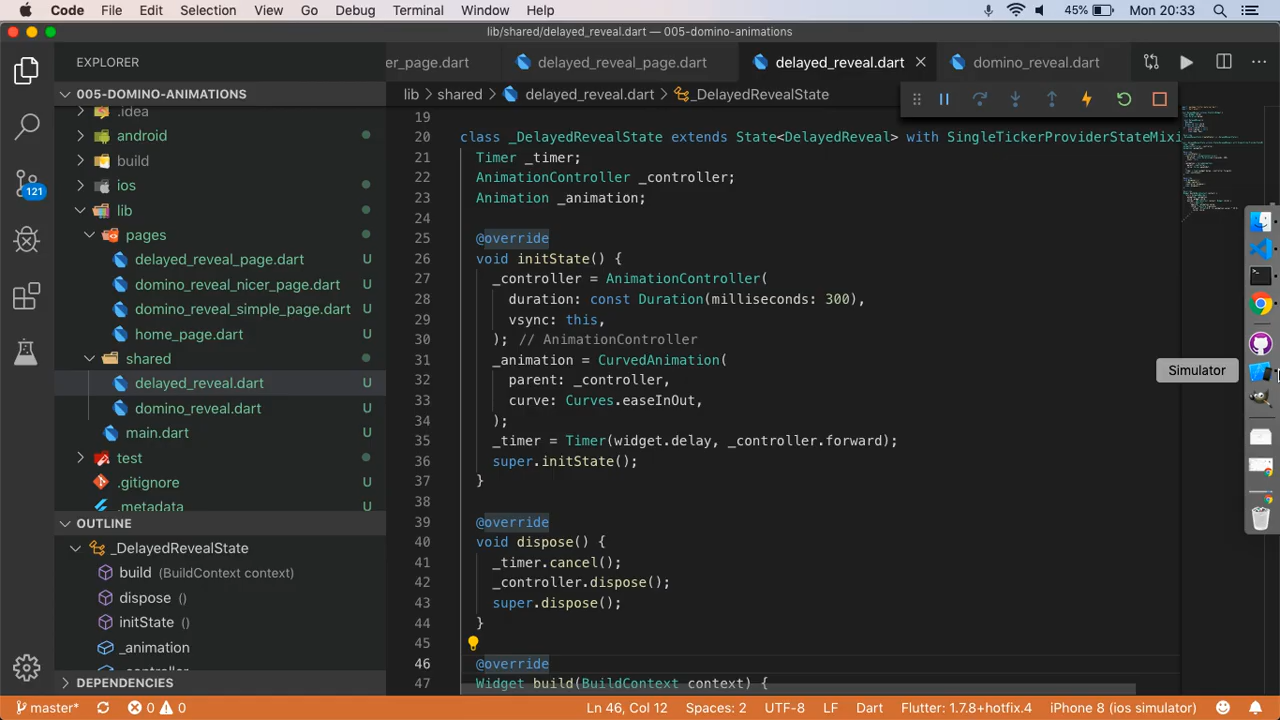 Code File Edit Selection View Go Debug Terminal Window Help 45% Mon 20:33
lib/shared/delayed_reveal.dart — 005-domino-animations
EXPLORER
er_page.dart delayed_reveal_page.dart delayed_reveal.dart domino_reveal.dart
005-DOMINO-ANIMATIONS
lib shared delayed_reveal.dart _DelayedRevealState
.idea
android
build
121
ios
lib
pages
delayed_reveal_page.dart U
domino_reveal_nicer_page.dart U
domino_reveal_simple_page.dart U
home_page.dart U
shared
delayed_reveal.dart U
domino_reveal.dart U
main.dart U
test
.gitignore U
.metadata U
OUTLINE
_DelayedRevealState
build (BuildContext context)
dispose ()
initState ()
_animation
_controller
DEPENDENCIES
19
20 class _DelayedRevealState extends State<DelayedReveal> with SingleTickerProviderStateMixi
21 Timer _timer;
22 AnimationController _controller;
23 Animation _animation;
24
25 @override
26 void initState() {
27 _controller = AnimationController(
28 duration: const Duration(milliseconds: 300),
29 vsync: this,
30 ); // AnimationController
31 _animation = CurvedAnimation(
32 parent: _controller,
33 curve: Curves.easeInOut,
34 );
35 _timer = Timer(widget.delay, _controller.forward);
36 super.initState();
37 }
38
39 @override
40 void dispose() {
41 _timer.cancel();
42 _controller.dispose();
43 super.dispose();
44 }
45
46 @override
47 Widget build(BuildContext context) {
Simulator
master* 0 0 Ln 46, Col 12 Spaces: 2 UTF-8 LF Dart Flutter: 1.7.8+hotfix.4 iPhone 8 (ios simulator)